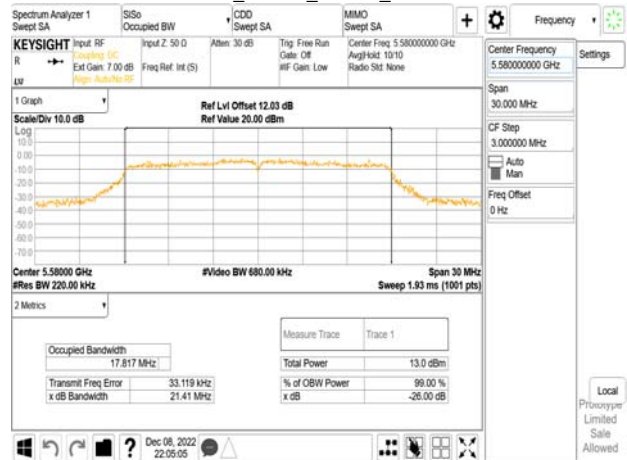 Spectrum Analyzer 1
Swept SA
SISo
Occupied BW
CDD
Swept SA
MIMO
Swept SA
+
Frequency
KEYSIGHT
R
Input: RF
Coupling: DC
Ext Gain: 7.00 dB
Align: Auto/No RF
Input Z: 50 Ω
Freq Ref: Int (S)
Atten: 30 dB
Trig: Free Run
Gate: Off
#IF Gain: Low
Center Freq: 5.580000000 GHz
Avg|Hold: 10/10
Radio Std: None
1 Graph
Scale/Div 10.0 dB
Ref Lvl Offset 12.03 dB
Ref Value 20.00 dBm
Log
10.0
0.00
-10.0
-20.0
-30.0
-40.0
-50.0
-60.0
-70.0
Center 5.58000 GHz
#Res BW 220.00 kHz
#Video BW 680.00 kHz
Span 30 MHz
Sweep 1.93 ms (1001 pts)
2 Metrics
Measure Trace
Trace 1
Occupied Bandwidth
17.817 MHz
Total Power
13.0 dBm
Transmit Freq Error
33.119 kHz
% of OBW Power
99.00 %
x dB Bandwidth
21.41 MHz
x dB
-26.00 dB
Center Frequency
5.580000000 GHz
Settings
Span
30.000 MHz
CF Step
3.000000 MHz
Auto
Man
Freq Offset
0 Hz
Local
Prototype
Limited
Sale
Allowed
?
Dec 08, 2022
22:05:05